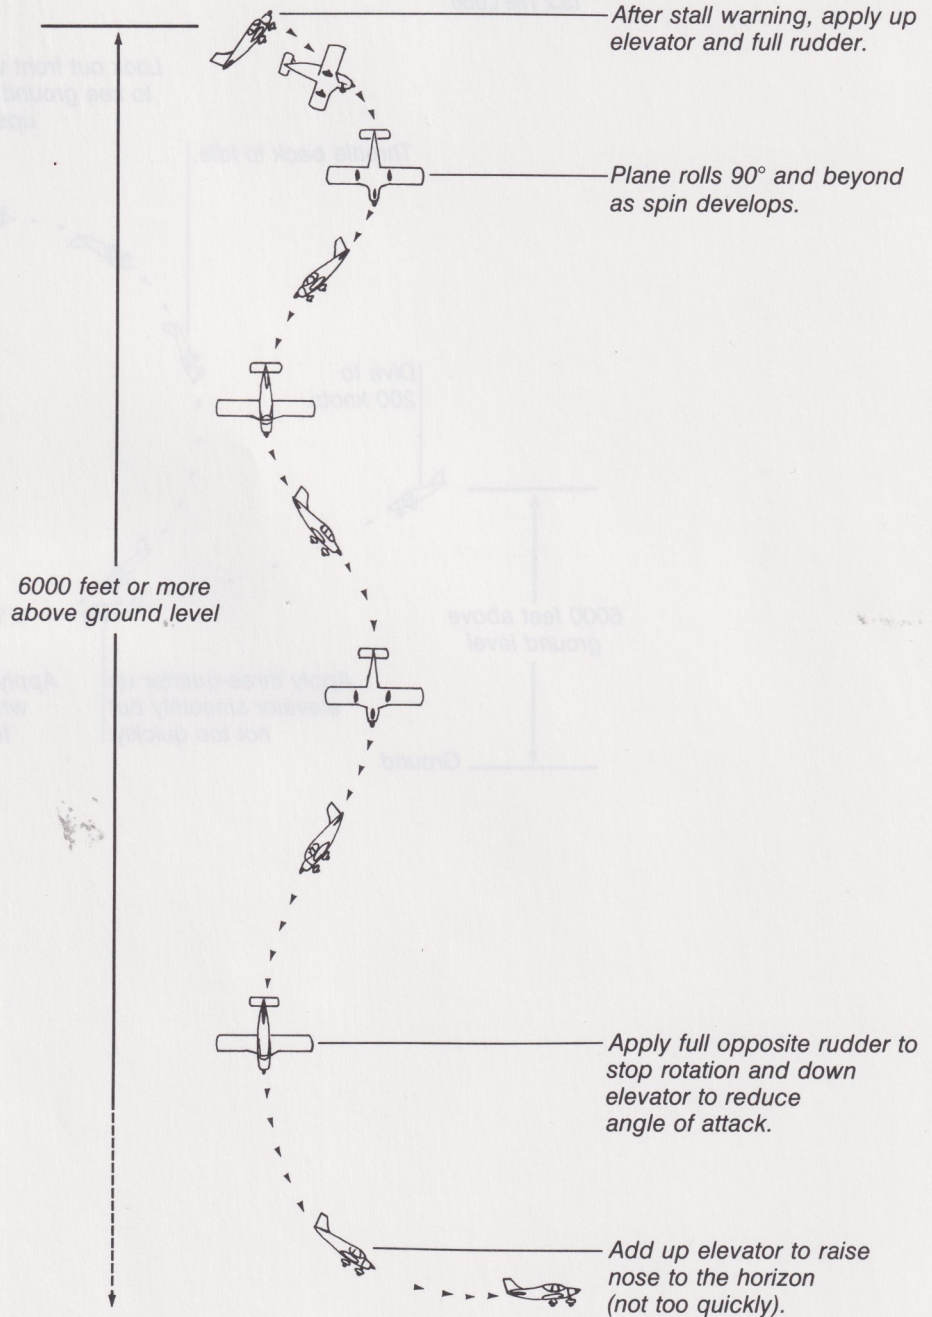 After stall warning, apply up
elevator and full rudder.
Plane rolls 90° and beyond
as spin develops.
6000 feet or more
above ground level
Apply full opposite rudder to
stop rotation and down
elevator to reduce
angle of attack.
Add up elevator to raise
nose to the horizon
(not too quickly).